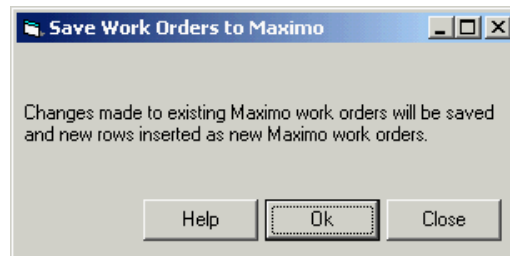 Save Work Orders to Maximo
Changes made to existing Maximo work orders will be saved
and new rows inserted as new Maximo work orders.
Help Ok Close